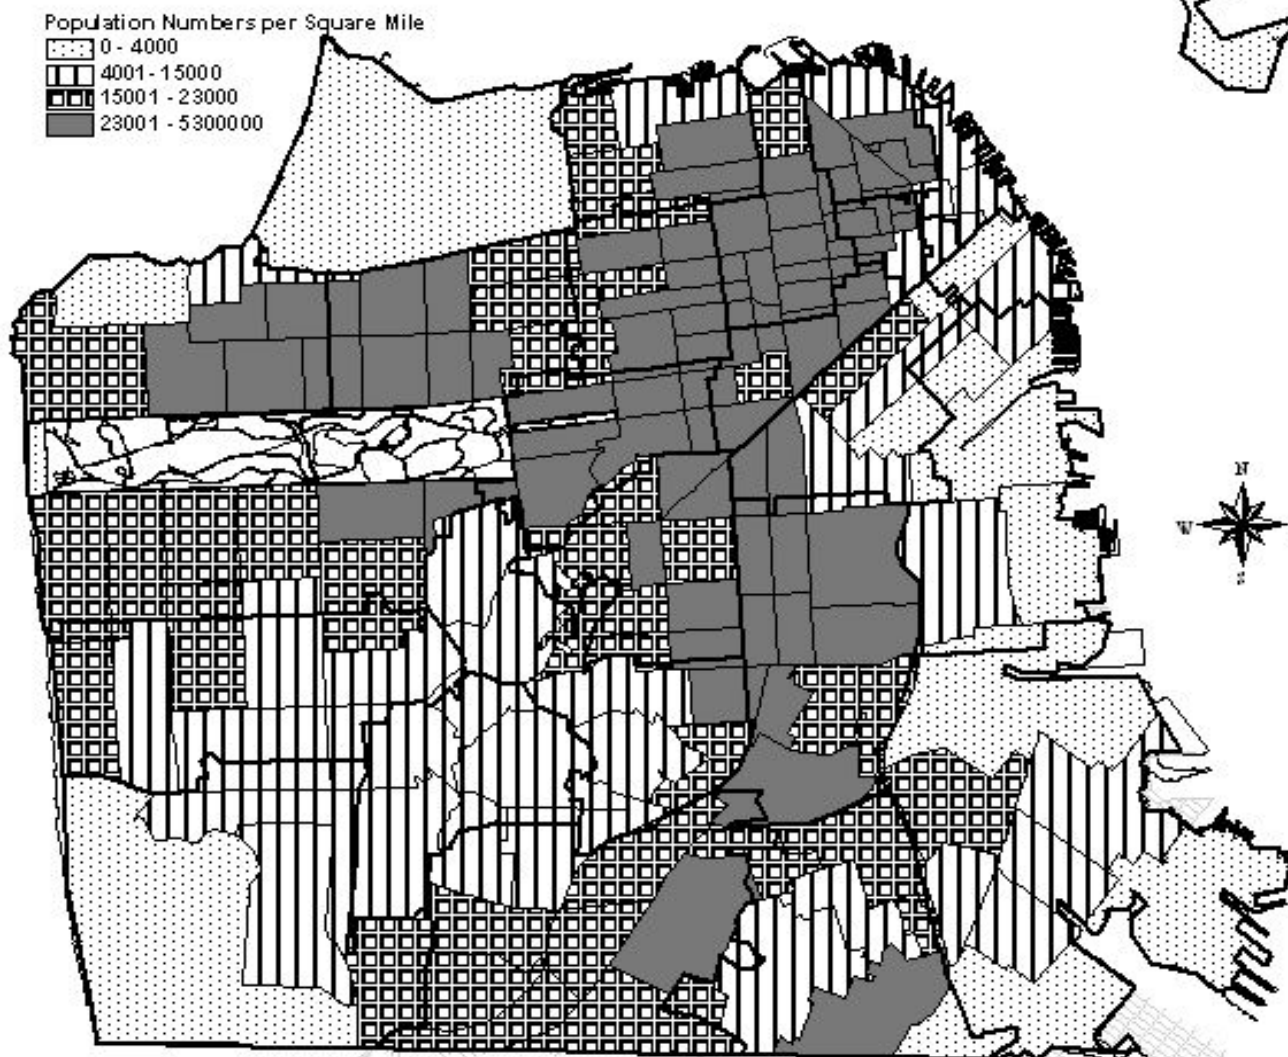 Population Numbers per Square Mile
0 - 4000
4001 - 15000
15001 - 23000
23001 - 5300000
N
W
S